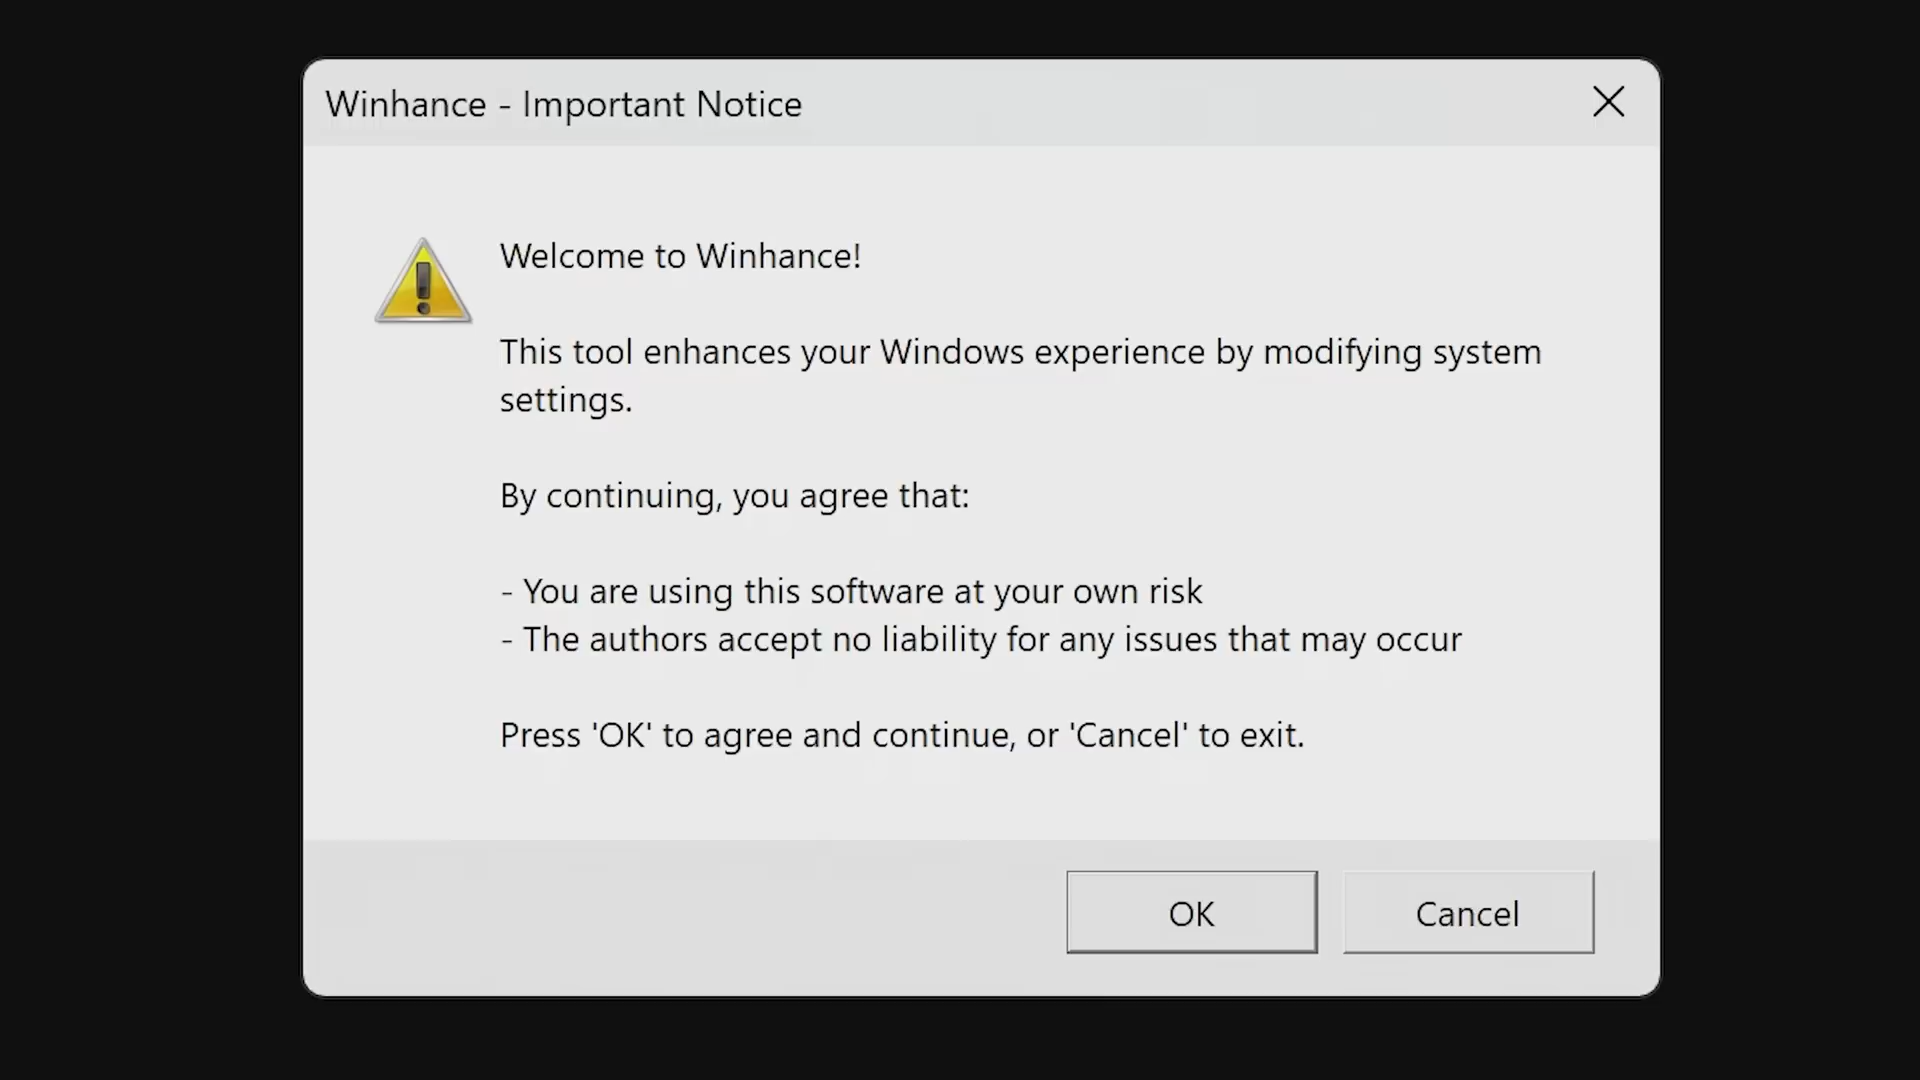 Winhance - Important Notice
Welcome to Winhance!
This tool enhances your Windows experience by modifying system
settings.
By continuing, you agree that:
- You are using this software at your own risk
- The authors accept no liability for any issues that may occur
Press 'OK' to agree and continue, or 'Cancel' to exit.
OK
Cancel